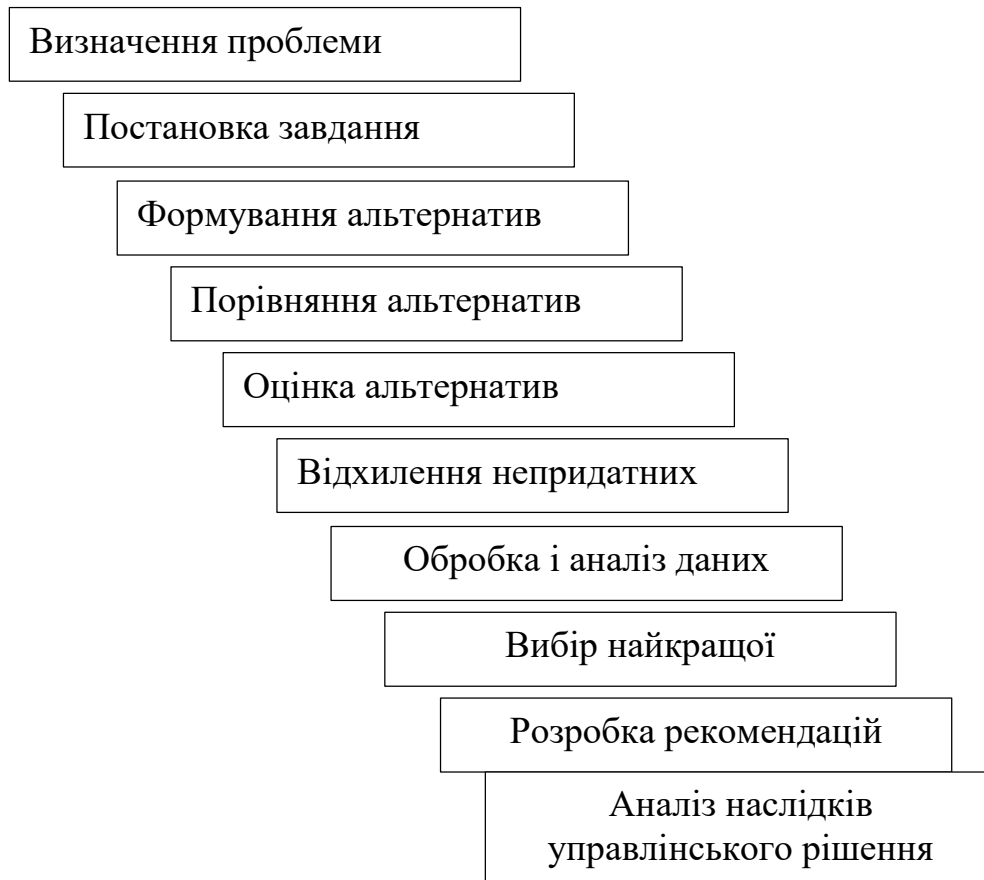 Визначення проблеми
Постановка завдання
Формування альтернатив
Порівняння альтернатив
Оцінка альтернатив
Відхилення непридатних
Обробка і аналіз даних
Вибір найкращої
Розробка рекомендацій
Аналіз наслідків
управлінського рішення